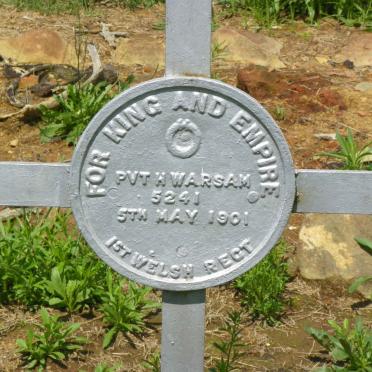 FOR KING AND EMPIRE
PVT H WARSAM
5241
5TH MAY 1901
1ST WELSH REGT